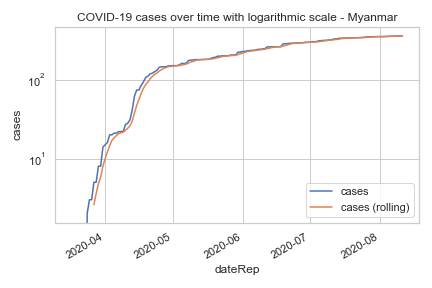 COVID-19 cases over time with logarithmic scale - Myanmar
cases
10²
10¹
2020-04
2020-05
2020-06
2020-07
2020-08
dateRep
cases
cases (rolling)